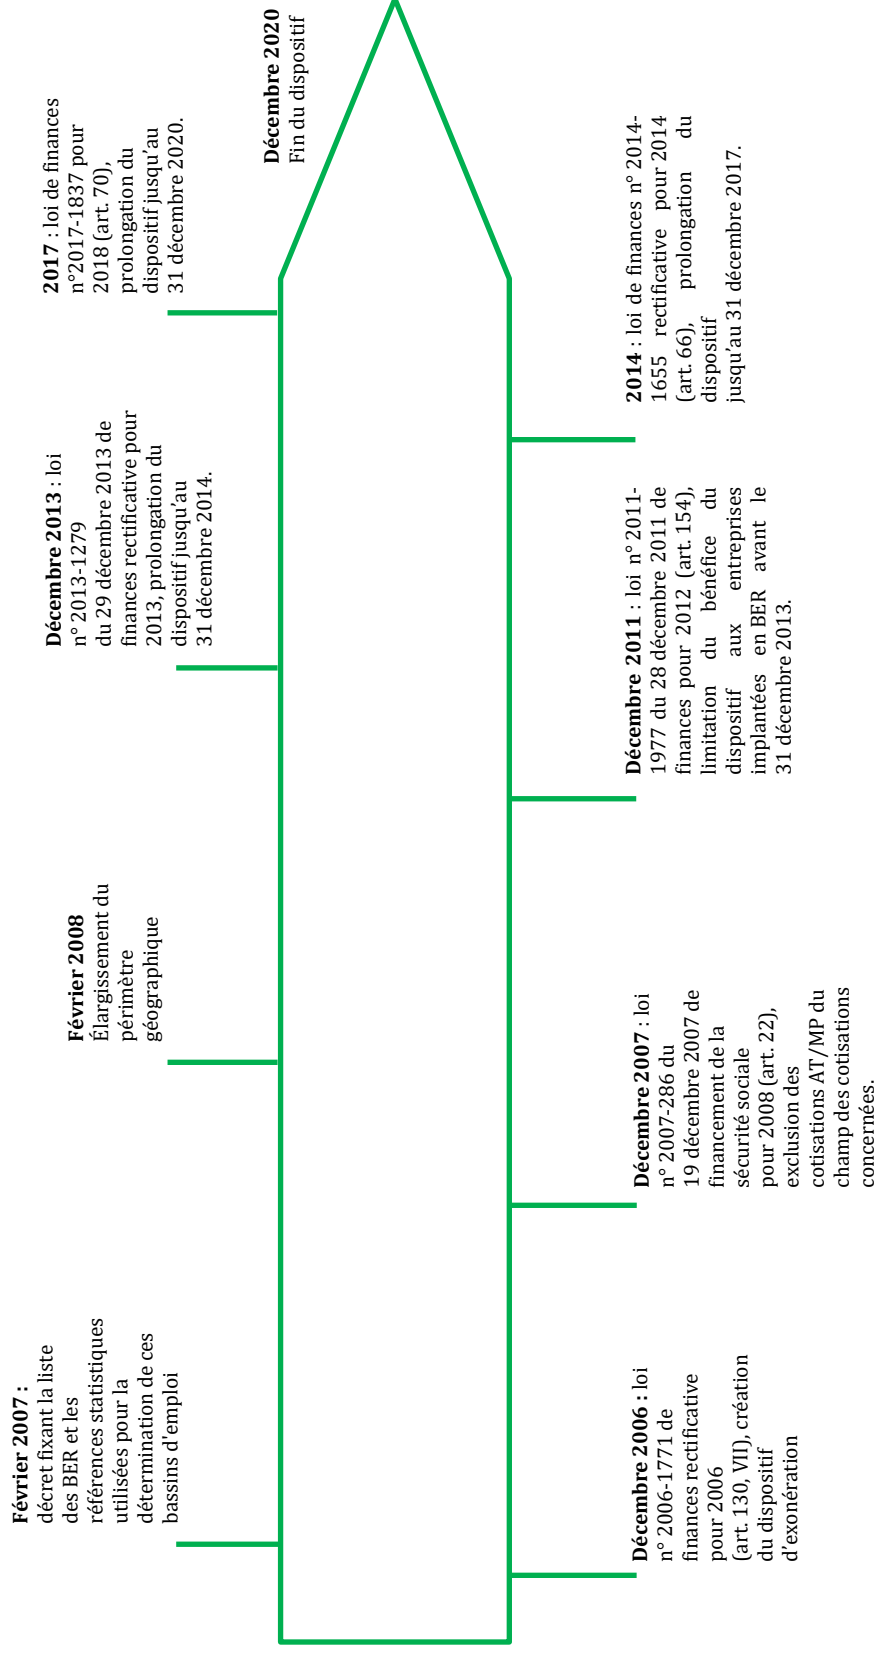 Février 2007 :
décret fixant la liste
des BER et les
références statistiques
utilisées pour la
détermination de ces
bassins d'emploi
Février 2008
Élargissement du
périmètre
géographique
Décembre 2013 : loi
n° 2013-1279
du 29 décembre 2013 de
finances rectificative pour
2013, prolongation du
dispositif jusqu’au
31 décembre 2014.
2017 : loi de finances
n°2017-1837 pour
2018 (art. 70),
prolongation du
dispositif jusqu’au
31 décembre 2020.
Décembre 2020
Fin du dispositif
Décembre 2006 : loi
n° 2006-1771 de
finances rectificative
pour 2006
(art. 130, VII), création
du dispositif
d’exonération
Décembre 2007 : loi
n° 2007-286 du
19 décembre 2007 de
financement de la
sécurité sociale
pour 2008 (art. 22),
exclusion des
cotisations AT/MP du
champ des cotisations
concernées.
Décembre 2011 : loi n° 2011-
1977 du 28 décembre 2011 de
finances pour 2012 (art. 154),
limitation du bénéfice du
dispositif aux entreprises
implantées en BER avant le
31 décembre 2013.
2014 : loi de finances n° 2014-
1655 rectificative pour 2014
(art. 66), prolongation du
dispositif
jusqu’au 31 décembre 2017.